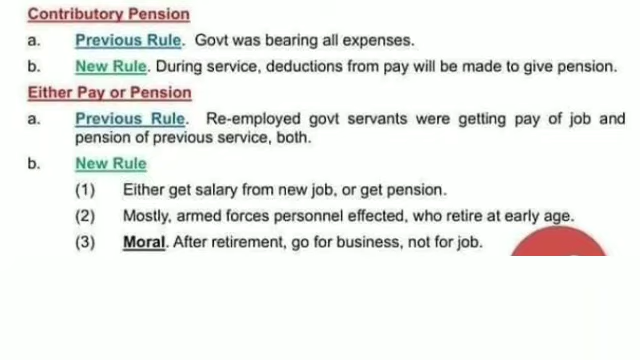 Contributory Pension
a. Previous Rule. Govt was bearing all expenses.
b. New Rule. During service, deductions from pay will be made to give pension.
Either Pay or Pension
a. Previous Rule. Re-employed govt servants were getting pay of job and
pension of previous service, both.
b. New Rule
(1) Either get salary from new job, or get pension.
(2) Mostly, armed forces personnel effected, who retire at early age.
(3) Moral. After retirement, go for business, not for job.